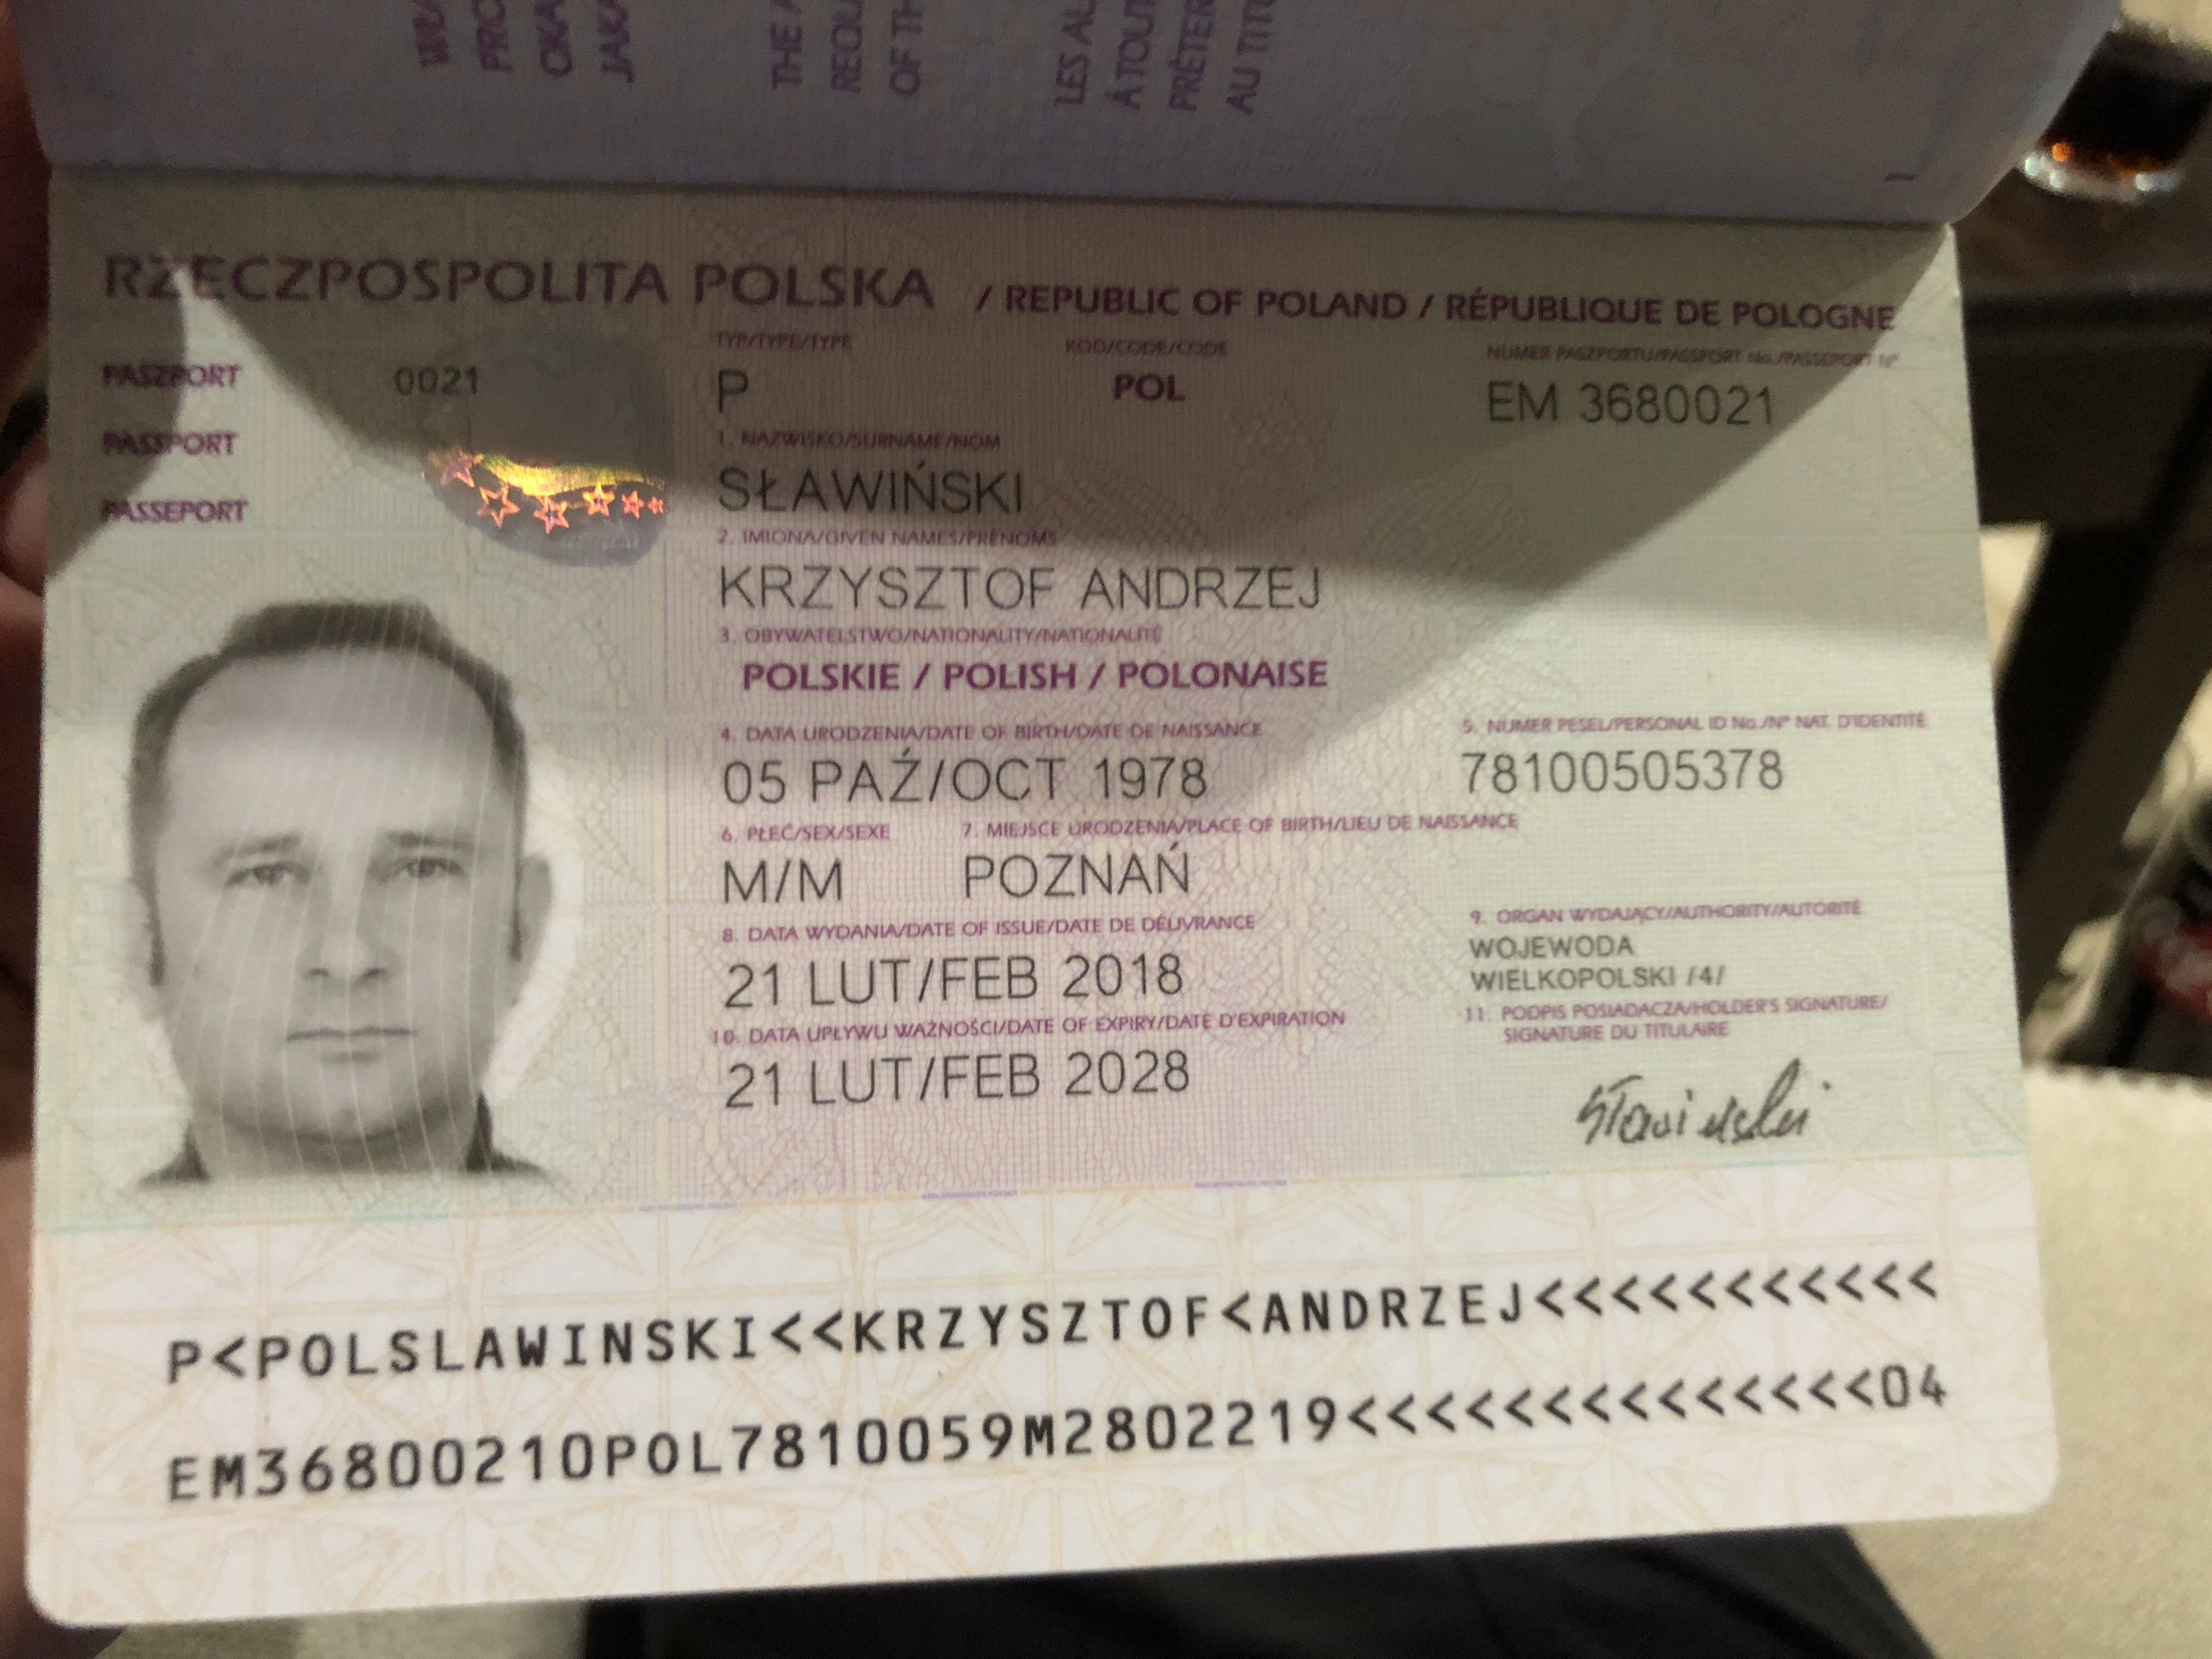 THE A
REQU
OF TH
LES AU
À TOUT
PRÊTER
AU TITU
RZECZPOSPOLITA POLSKA / REPUBLIC OF POLAND / RÉPUBLIQUE DE POLOGNE
TYP/TYPE/TYPE KOD/CODE/CODE NUMER PASZPORTU/PASSPORT No./PASSEPORT Nº
PASZPORT 0021 P POL EM 3680021
PASSPORT
PASSEPORT
1. NAZWISKO/SURNAME/NOM
SŁAWIŃSKI
2. IMIONA/GIVEN NAMES/PRÉNOMS
KRZYSZTOF ANDRZEJ
3. OBYWATELSTWO/NATIONALITY/NATIONALITÉ
POLSKIE / POLISH / POLONAISE
4. DATA URODZENIA/DATE OF BIRTH/DATE DE NAISSANCE 5. NUMER PESEL/PERSONAL ID No./Nº NAT. D'IDENTITÉ
05 PAŹ/OCT 1978 78100505378
6. PŁEĆ/SEX/SEXE 7. MIEJSCE URODZENIA/PLACE OF BIRTH/LIEU DE NAISSANCE
M/M POZNAŃ
8. DATA WYDANIA/DATE OF ISSUE/DATE DE DÉLIVRANCE 9. ORGAN WYDAJĄCY/AUTHORITY/AUTORITÉ
21 LUT/FEB 2018 WOJEWODA
WIELKOPOLSKI /4/
10. DATA UPŁYWU WAŻNOŚCI/DATE OF EXPIRY/DATE D'EXPIRATION 11. PODPIS POSIADACZA/HOLDER'S SIGNATURE/
SIGNATURE DU TITULAIRE
21 LUT/FEB 2028
Sławiński
P<POLSLAWINSKI<<KRZYSZTOF<ANDRZEJ<<<<<<<<<<<
EM36800210POL7810059M2802219<<<<<<<<<<<<<<04